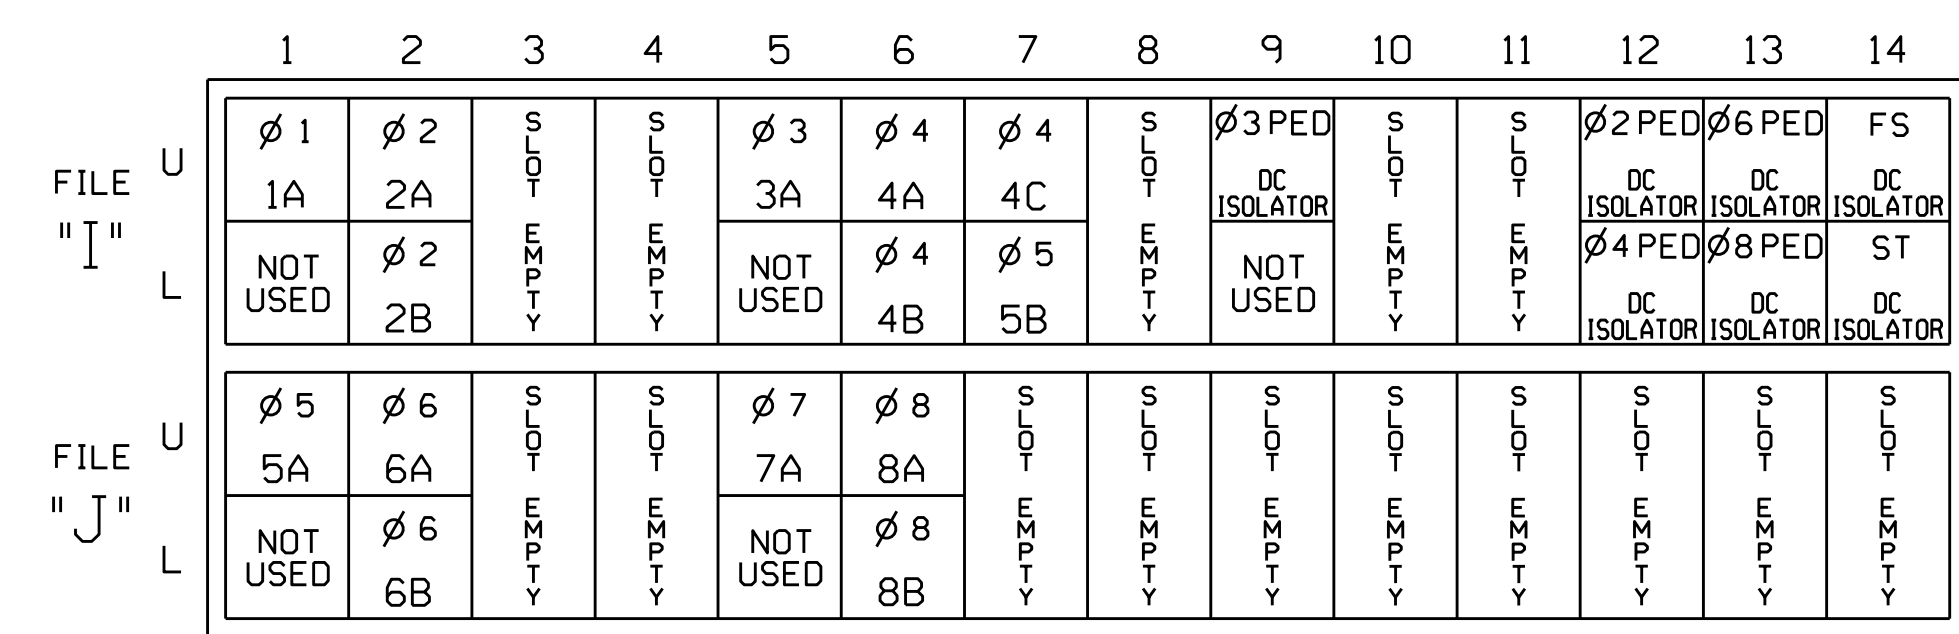 1 2 3 4 5 6 7 8 9 10 11 12 13 14
FILE "I"
U
Ø 1 1A
Ø 2 2A
SLOT EMPTY
SLOT EMPTY
Ø 3 3A
Ø 4 4A
Ø 4 4C
SLOT EMPTY
Ø3 PED DC ISOLATOR
SLOT EMPTY
SLOT EMPTY
Ø2 PED DC ISOLATOR
Ø6 PED DC ISOLATOR
FS DC ISOLATOR
L
NOT USED
Ø 2 2B
NOT USED
Ø 4 4B
Ø 5 5B
NOT USED
Ø4 PED DC ISOLATOR
Ø8 PED DC ISOLATOR
ST DC ISOLATOR
FILE "J"
U
Ø 5 5A
Ø 6 6A
SLOT EMPTY
SLOT EMPTY
Ø 7 7A
Ø 8 8A
SLOT EMPTY
SLOT EMPTY
SLOT EMPTY
SLOT EMPTY
SLOT EMPTY
SLOT EMPTY
SLOT EMPTY
SLOT EMPTY
L
NOT USED
Ø 6 6B
NOT USED
Ø 8 8B